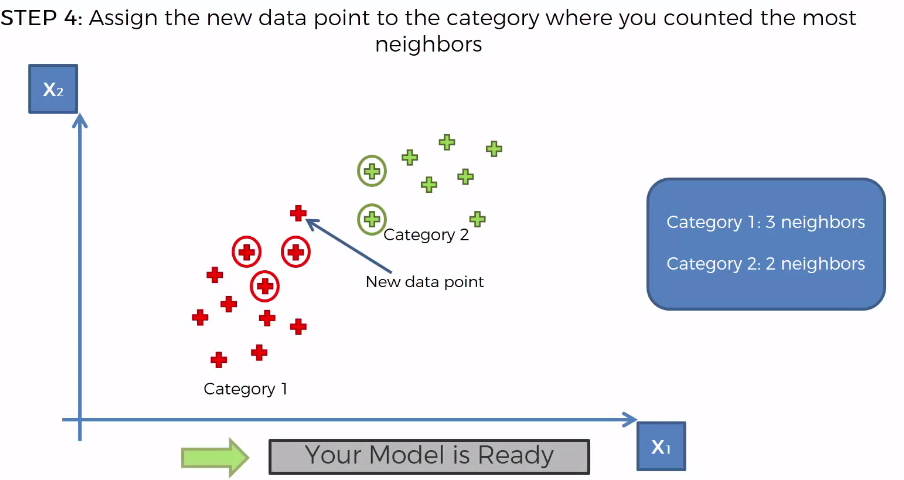 STEP 4: Assign the new data point to the category where you counted the most
neighbors
X2
Category 2
Category 1: 3 neighbors
Category 2: 2 neighbors
New data point
Category 1
Your Model is Ready
X1